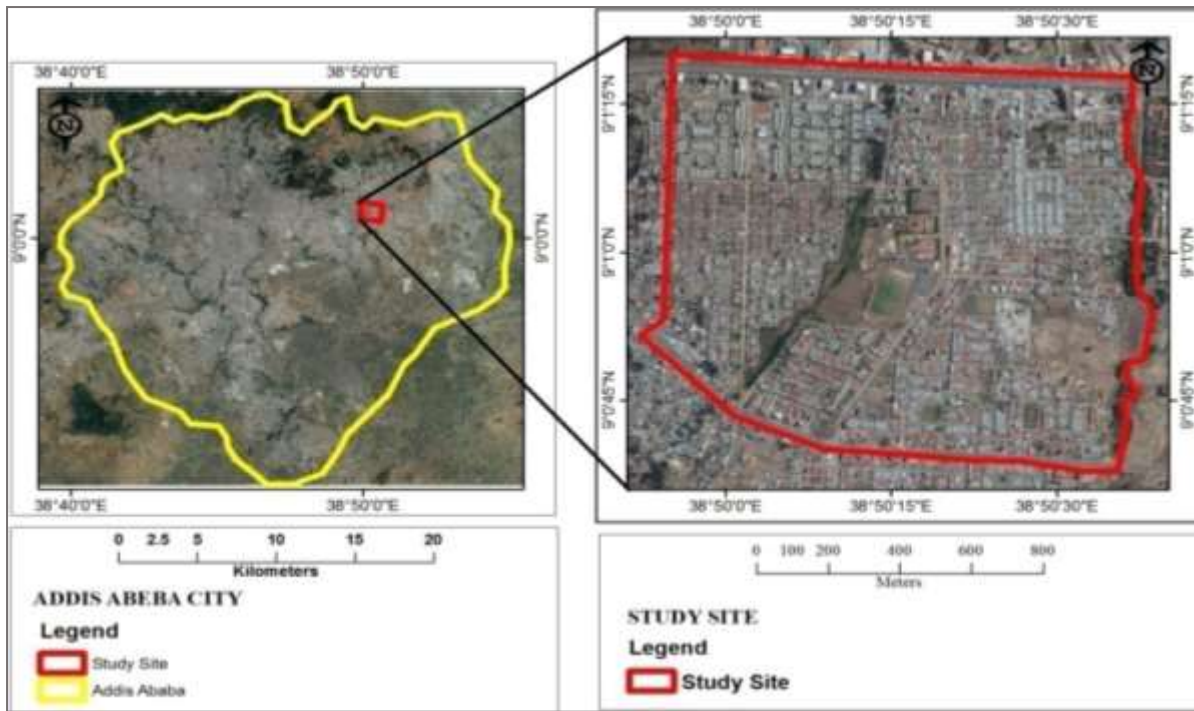 38°40'0"E 38°50'0"E
9°0'0"N 9°0'0"N
N
38°40'0"E 38°50'0"E
0 2.5 5 10 15 20
Kilometers
ADDIS ABEBA CITY
Legend
Study Site
Addis Ababa
38°50'0"E 38°50'15"E 38°50'30"E
N
9°1'15"N 9°1'15"N
9°1'0"N 9°1'0"N
9°0'45"N 9°0'45"N
38°50'0"E 38°50'15"E 38°50'30"E
0 100 200 400 600 800
Meters
STUDY SITE
Legend
Study Site